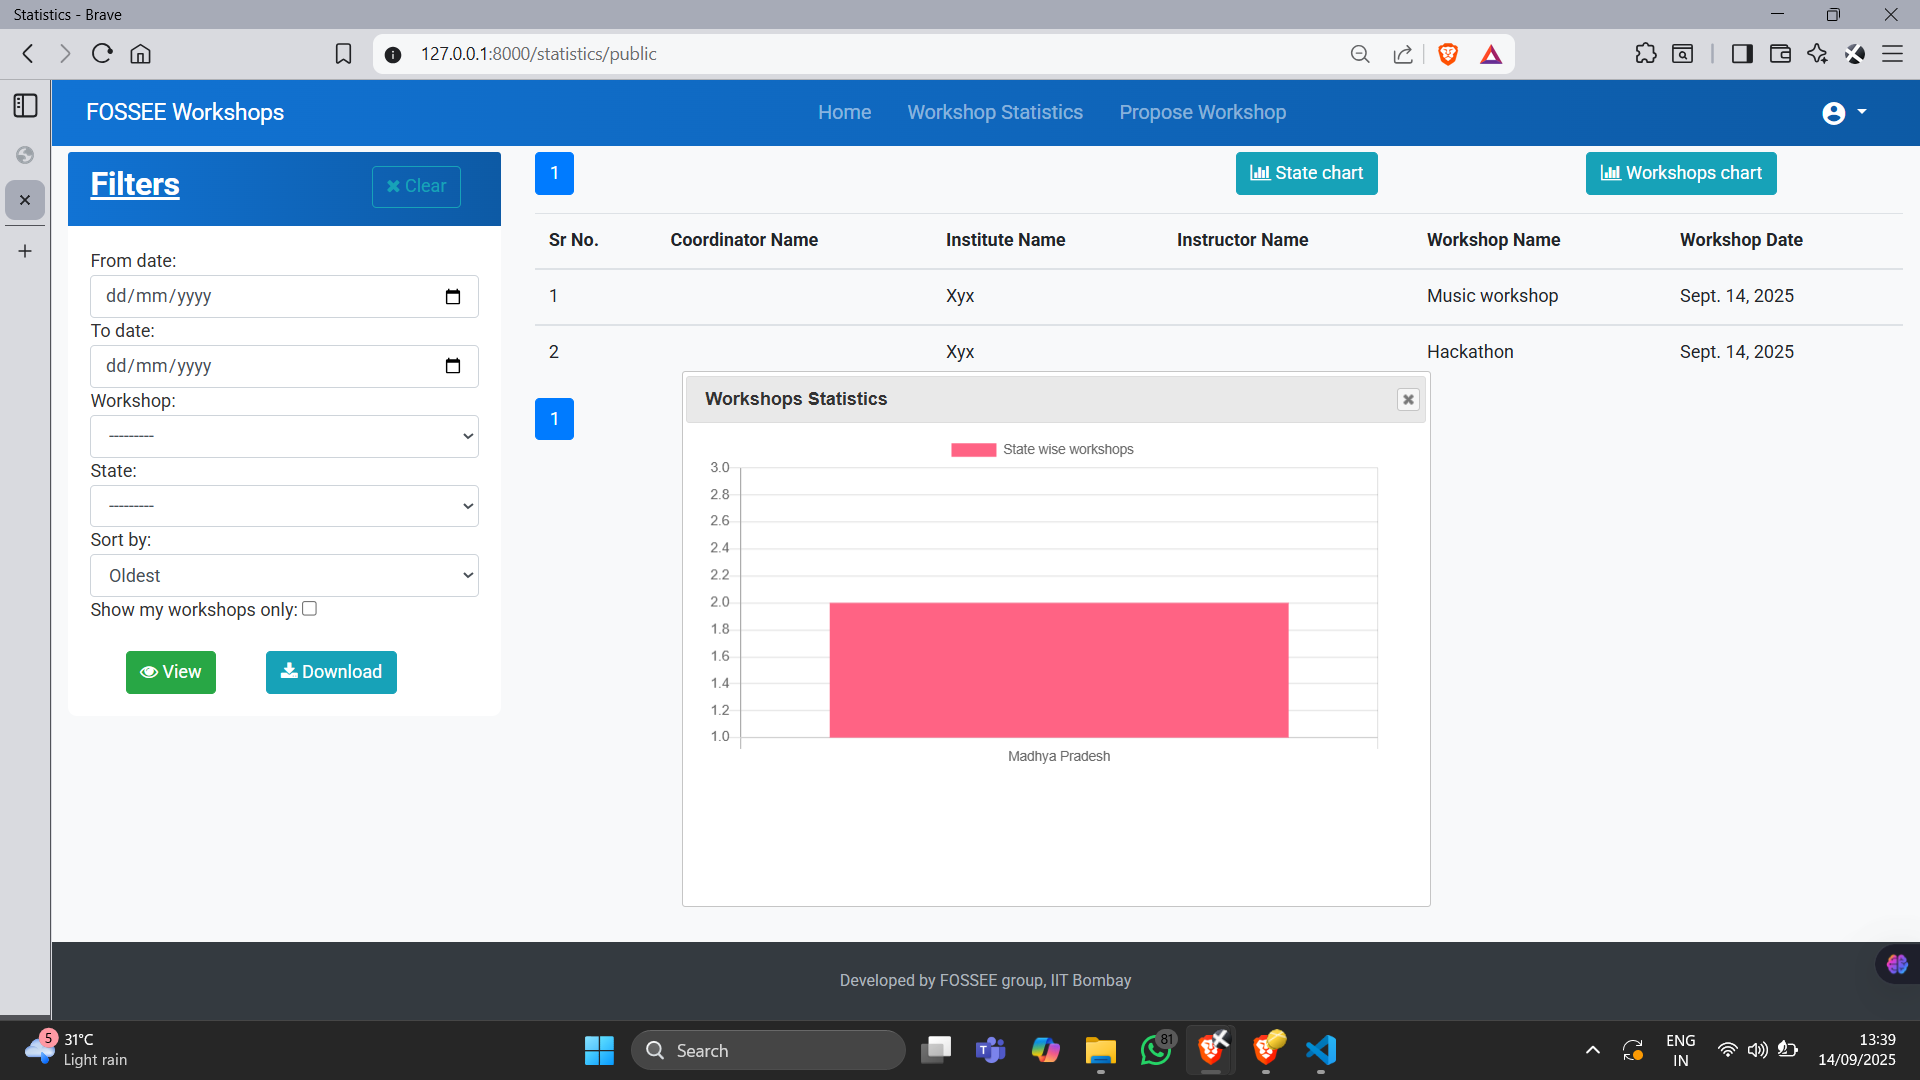 Statistics - Brave
127.0.0.1:8000/statistics/public
FOSSEE Workshops
Home
Workshop Statistics
Propose Workshop
Filters
Clear
From date:
dd/mm/yyyy
To date:
dd/mm/yyyy
Workshop:
---------
State:
---------
Sort by:
Oldest
Show my workshops only:
View
Download
1
State chart
Workshops chart
Sr No. Coordinator Name Institute Name Instructor Name Workshop Name Workshop Date
1 Xyx Music workshop Sept. 14, 2025
2 Xyx Hackathon Sept. 14, 2025
1
Workshops Statistics
State wise workshops
3.0
2.8
2.6
2.4
2.2
2.0
1.8
1.6
1.4
1.2
1.0
Madhya Pradesh
Developed by FOSSEE group, IIT Bombay
5
31°C
Light rain
Search
81
ENG
IN
13:39
14/09/2025